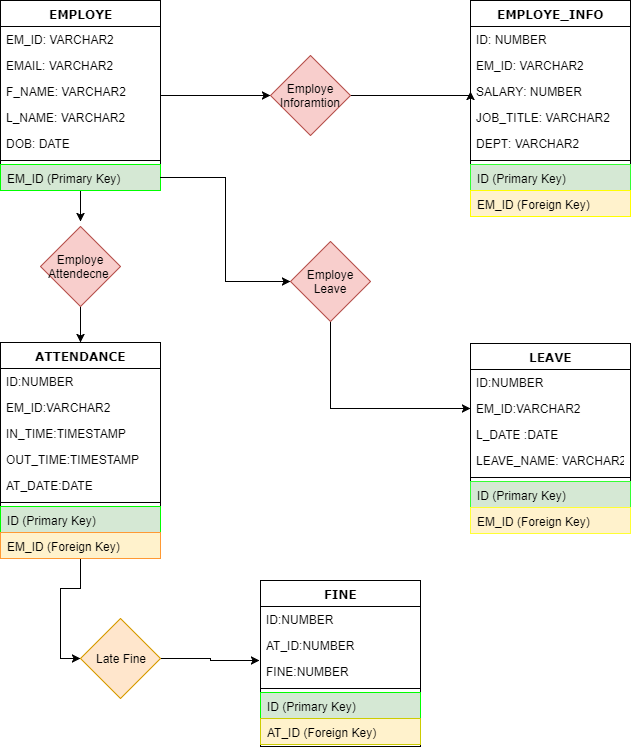 EMPLOYE
EM_ID: VARCHAR2
EMAIL: VARCHAR2
F_NAME: VARCHAR2
L_NAME: VARCHAR2
DOB: DATE
EM_ID (Primary Key)
Employe
Inforamtion
EMPLOYE_INFO
ID: NUMBER
EM_ID: VARCHAR2
SALARY: NUMBER
JOB_TITLE: VARCHAR2
DEPT: VARCHAR2
ID (Primary Key)
EM_ID (Foreign Key)
Employe
Attendecne
Employe
Leave
ATTENDANCE
ID:NUMBER
EM_ID:VARCHAR2
IN_TIME:TIMESTAMP
OUT_TIME:TIMESTAMP
AT_DATE:DATE
ID (Primary Key)
EM_ID (Foreign Key)
LEAVE
ID:NUMBER
EM_ID:VARCHAR2
L_DATE :DATE
LEAVE_NAME: VARCHAR2
ID (Primary Key)
EM_ID (Foreign Key)
Late Fine
FINE
ID:NUMBER
AT_ID:NUMBER
FINE:NUMBER
ID (Primary Key)
AT_ID (Foreign Key)